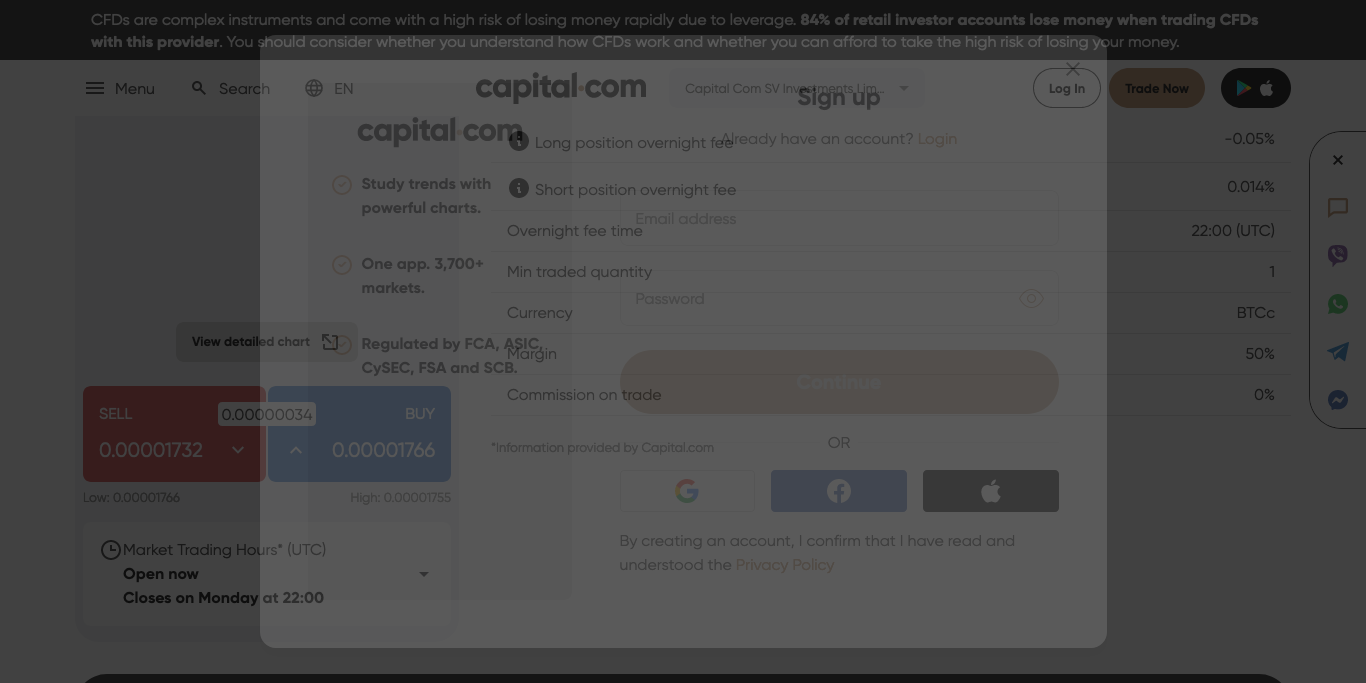 CFDs are complex instruments and come with a high risk of losing money rapidly due to leverage. 84% of retail investor accounts lose money when trading CFDs
with this provider. You should consider whether you understand how CFDs work and whether you can afford to take the high risk of losing your money.
Menu
Search
EN
capital.com
Capital Com SV Investments Lim...
Log In
Trade Now
Sign up
Already have an account? Login
capital.com
Study trends with
powerful charts.
One app. 3,700+
markets.
Regulated by FCA, ASIC,
CySEC, FSA and SCB.
Email address
Password
Continue
OR
By creating an account, I confirm that I have read and
understood the Privacy Policy
Long position overnight fee -0.05%
Short position overnight fee 0.014%
Overnight fee time 22:00 (UTC)
Min traded quantity 1
Currency BTCc
Margin 50%
Commission on trade 0%
*Information provided by Capital.com
View detailed chart
SELL
0.00001732
0.00000034
BUY
0.00001766
Low: 0.00001766
High: 0.00001755
Market Trading Hours* (UTC)
Open now
Closes on Monday at 22:00